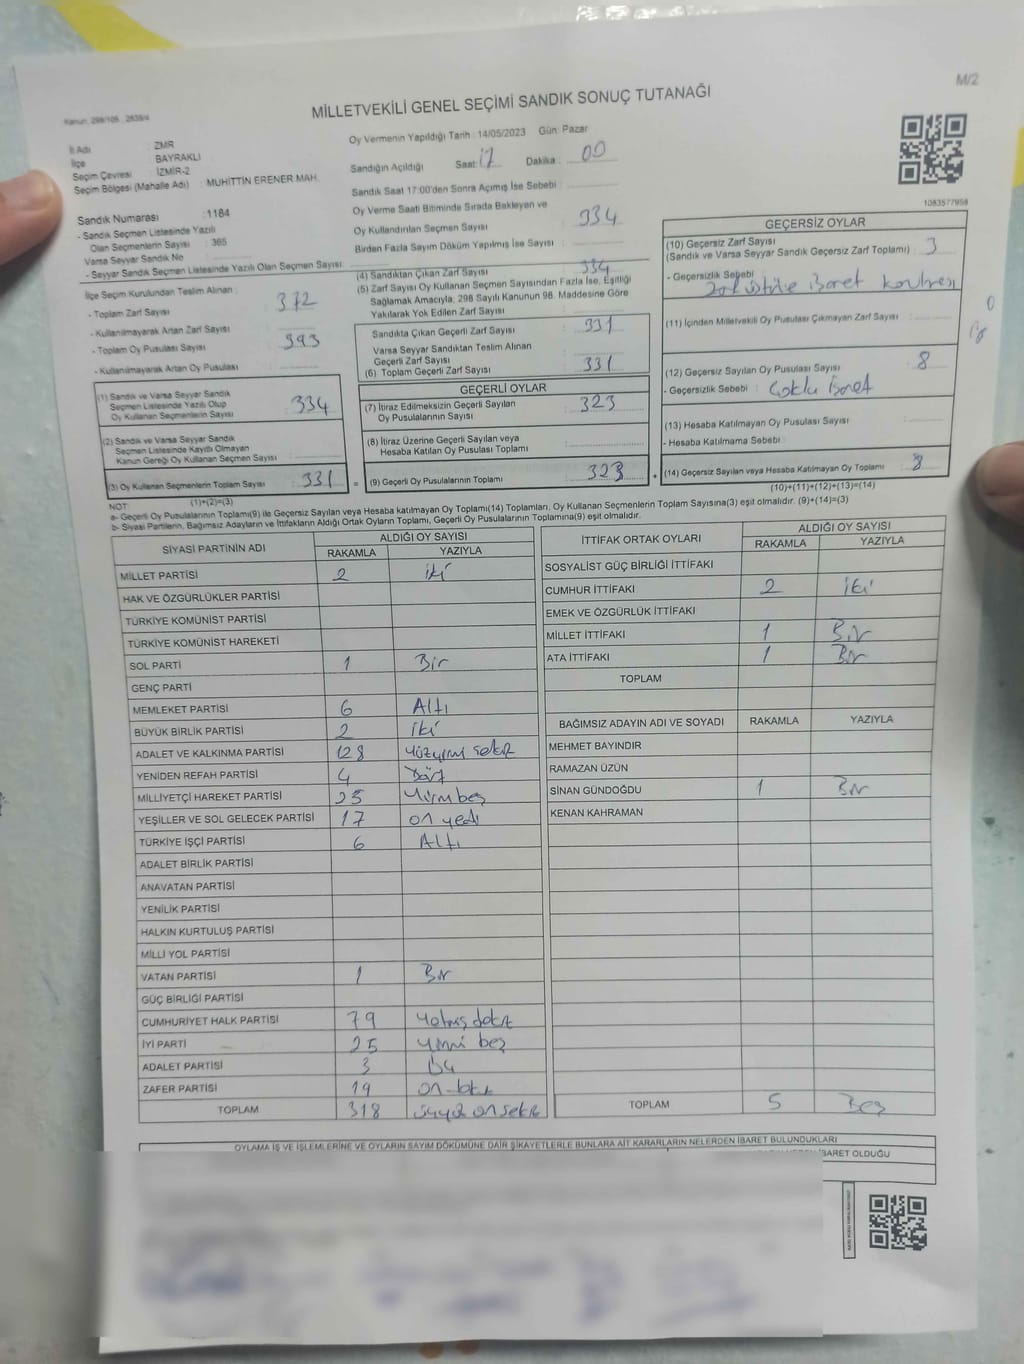 M/2
MİLLETVEKİLİ GENEL SEÇİMİ SANDIK SONUÇ TUTANAĞI
Kanun: 298/105 , 2839/4
İl Adı : ZMR
İlçe : BAYRAKLI
Seçim Çevresi : İZMİR-2
Seçim Bölgesi (Mahalle Adı) : MUHİTTİN ERENER MAH.
Sandık Numarası : 1184
- Sandık Seçmen Listesinde Yazılı
Olan Seçmenlerin Sayısı : 365
Varsa Seyyar Sandık No :
- Seyyar Sandık Seçmen Listesinde Yazılı Olan Seçmen Sayısı:
Oy Vermenin Yapıldığı Tarih : 14/05/2023 Gün: Pazar
Sandığın Açıldığı Saat: 17 Dakika : 00
Sandık Saat 17:00'den Sonra Açımış İse Sebebi :
Oy Verme Saati Bitiminde Sırada Bekleyen ve
Oy Kullandırılan Seçmen Sayısı : 334
Birden Fazla Sayım Döküm Yapılmış İse Sayısı :
1083577958
İlçe Seçim Kurulundan Teslim Alınan :
- Toplam Zarf Sayısı : 372
- Kullanılmayarak Artan Zarf Sayısı :
- Toplam Oy Pusulası Sayısı : 393
- Kullanılmayarak Artan Oy Pusulası :
(1) Sandık ve Varsa Seyyar Sandık
Seçmen Listesinde Yazılı Olup
Oy Kullanan Seçmenlerin Sayısı : 334
(2) Sandık ve Varsa Seyyar Sandık
Seçmen Listesinde Kayıtlı Olmayan
Kanun Gereği Oy Kullanan Seçmen Sayısı :
(3) Oy Kullanan Seçmenlerin Toplam Sayısı : 331
(1)+(2)=(3)
(4) Sandıktan Çıkan Zarf Sayısı : 334
(5) Zarf Sayısı Oy Kullanan Seçmen Sayısından Fazla İse, Eşitliği
Sağlamak Amacıyla, 298 Sayılı Kanunun 98. Maddesine Göre
Yakılarak Yok Edilen Zarf Sayısı :
Sandıkta Çıkan Geçerli Zarf Sayısı : 331
Varsa Seyyar Sandıktan Teslim Alınan
Geçerli Zarf Sayısı :
(6) Toplam Geçerli Zarf Sayısı : 331
GEÇERLİ OYLAR
(7) İtiraz Edilmeksizin Geçerli Sayılan
Oy Pusulalarının Sayısı : 323
(8) İtiraz Üzerine Geçerli Sayılan veya
Hesaba Katılan Oy Pusulası Toplamı :
(9) Geçerli Oy Pusulalarının Toplamı : 323
GEÇERSİZ OYLAR
(10) Geçersiz Zarf Sayısı
(Sandık ve Varsa Seyyar Sandık Geçersiz Zarf Toplamı) : 3
- Geçersizlik Sebebi
(11) İçinden Milletvekili Oy Pusulası Çıkmayan Zarf Sayısı :
(12) Geçersiz Sayılan Oy Pusulası Sayısı : 8
- Geçersizlik Sebebi : Çoklu işaret
(13) Hesaba Katılmayan Oy Pusulası Sayısı :
- Hesaba Katılmama Sebebi
(14) Geçersiz Sayılan veya Hesaba Katılmayan Oy Toplamı : 8
(10)+(11)+(12)+(13)=(14)
NOT:
a- Geçerli Oy Pusulalarının Toplamı(9) ile Geçersiz Sayılan veya Hesaba katılmayan Oy Toplamı(14) Toplamları, Oy Kullanan Seçmenlerin Toplam Sayısına(3) eşit olmalıdır. (9)+(14)=(3)
b- Siyasi Partilerin, Bağımsız Adayların ve İttifakların Aldığı Ortak Oyların Toplamı, Geçerli Oy Pusulalarının Toplamına(9) eşit olmalıdır.
SİYASİ PARTİNİN ADI ALDIĞI OY SAYISI
RAKAMLA YAZIYLA
MİLLET PARTİSİ 2 iki
HAK VE ÖZGÜRLÜKLER PARTİSİ
TÜRKİYE KOMÜNİST PARTİSİ
TÜRKİYE KOMÜNİST HAREKETİ
SOL PARTİ 1 Bir
GENÇ PARTİ
MEMLEKET PARTİSİ 6 Altı
BÜYÜK BİRLİK PARTİSİ 2 iki
ADALET VE KALKINMA PARTİSİ 128 yüzyirmi sekiz
YENİDEN REFAH PARTİSİ 4 Dört
MİLLİYETÇİ HAREKET PARTİSİ 25 Yirmibeş
YEŞİLLER VE SOL GELECEK PARTİSİ 17 on yedi
TÜRKİYE İŞÇİ PARTİSİ 6 Altı
ADALET BİRLİK PARTİSİ
ANAVATAN PARTİSİ
YENİLİK PARTİSİ
HALKIN KURTULUŞ PARTİSİ
MİLLİ YOL PARTİSİ
VATAN PARTİSİ 1 Bir
GÜÇ BİRLİĞİ PARTİSİ
CUMHURİYET HALK PARTİSİ 79 yetmiş dokuz
İYİ PARTİ 25 yirmi beş
ADALET PARTİSİ 3 Üç
ZAFER PARTİSİ 19
TOPLAM 318 üçyüz on sekiz
İTTİFAK ORTAK OYLARI ALDIĞI OY SAYISI
RAKAMLA YAZIYLA
SOSYALİST GÜÇ BİRLİĞİ İTTİFAKI
CUMHUR İTTİFAKI 2 iki
EMEK VE ÖZGÜRLÜK İTTİFAKI
MİLLET İTTİFAKI 1 Bir
ATA İTTİFAKI 1 Bir
TOPLAM
BAĞIMSIZ ADAYIN ADI VE SOYADI RAKAMLA YAZIYLA
MEHMET BAYINDIR
RAMAZAN ÜZÜN
SİNAN GÜNDOĞDU 1 Bir
KENAN KAHRAMAN
TOPLAM 5 Beş
OYLAMA İŞ VE İŞLEMLERİNE VE OYLARIN SAYIM DÖKÜMÜNE DAİR ŞİKAYETLERLE BUNLARA AİT KARARLARIN NELERDEN İBARET BULUNDUKLARI
İBARET OLDUĞU